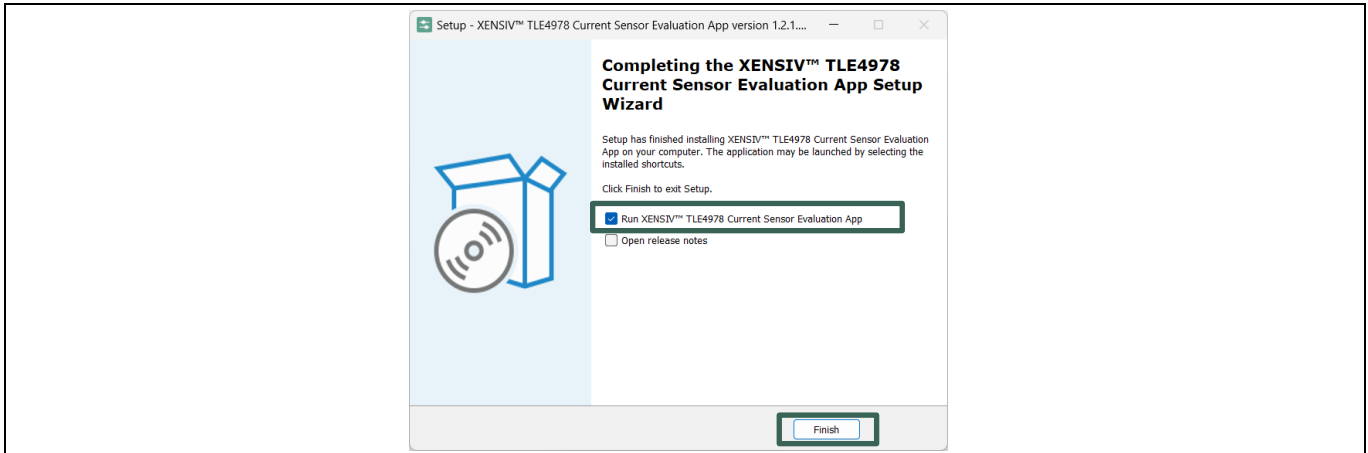 Setup - XENSIV™ TLE4978 Current Sensor Evaluation App version 1.2.1....
Completing the XENSIV™ TLE4978
Current Sensor Evaluation App Setup
Wizard
Setup has finished installing XENSIV™ TLE4978 Current Sensor Evaluation
App on your computer. The application may be launched by selecting the
installed shortcuts.
Click Finish to exit Setup.
Run XENSIV™ TLE4978 Current Sensor Evaluation App
Open release notes
Finish